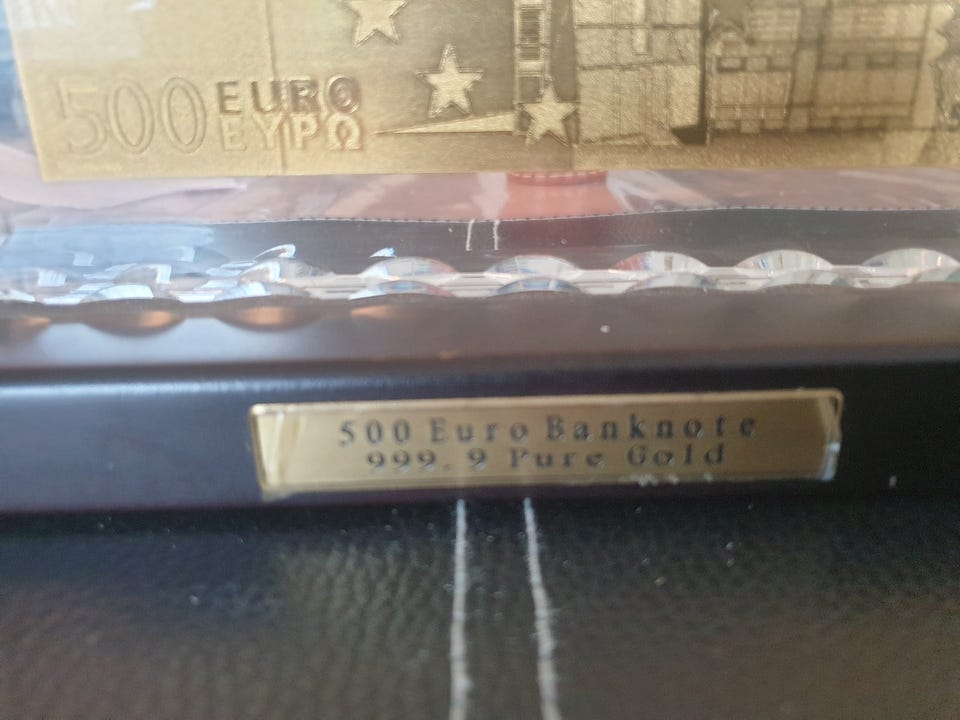 500 EURO
ΕΥΡΩ
500 Euro Banknote
999.9 Pure Gold